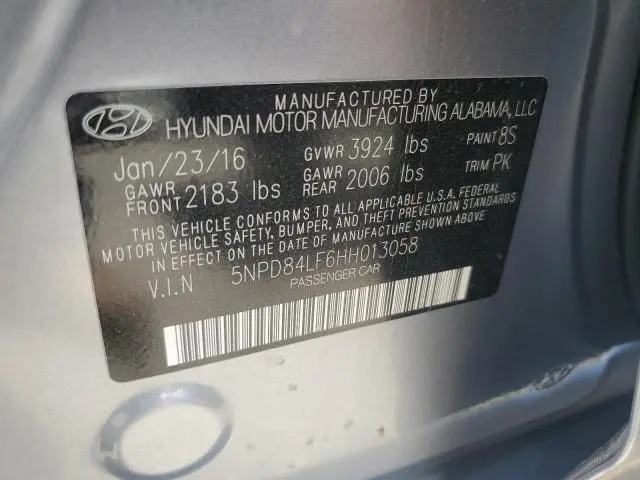 MANUFACTURED BY
HYUNDAI MOTOR MANUFACTURING ALABAMA, LLC
Jan/23/16 GVWR 3924 lbs PAINT 8S
GAWR FRONT 2183 lbs GAWR REAR 2006 lbs TRIM PK
THIS VEHICLE CONFORMS TO ALL APPLICABLE U.S.A. FEDERAL
MOTOR VEHICLE SAFETY, BUMPER, AND THEFT PREVENTION STANDARDS
IN EFFECT ON THE DATE OF MANUFACTURE SHOWN ABOVE
V.I.N 5NPD84LF6HH013058
PASSENGER CAR